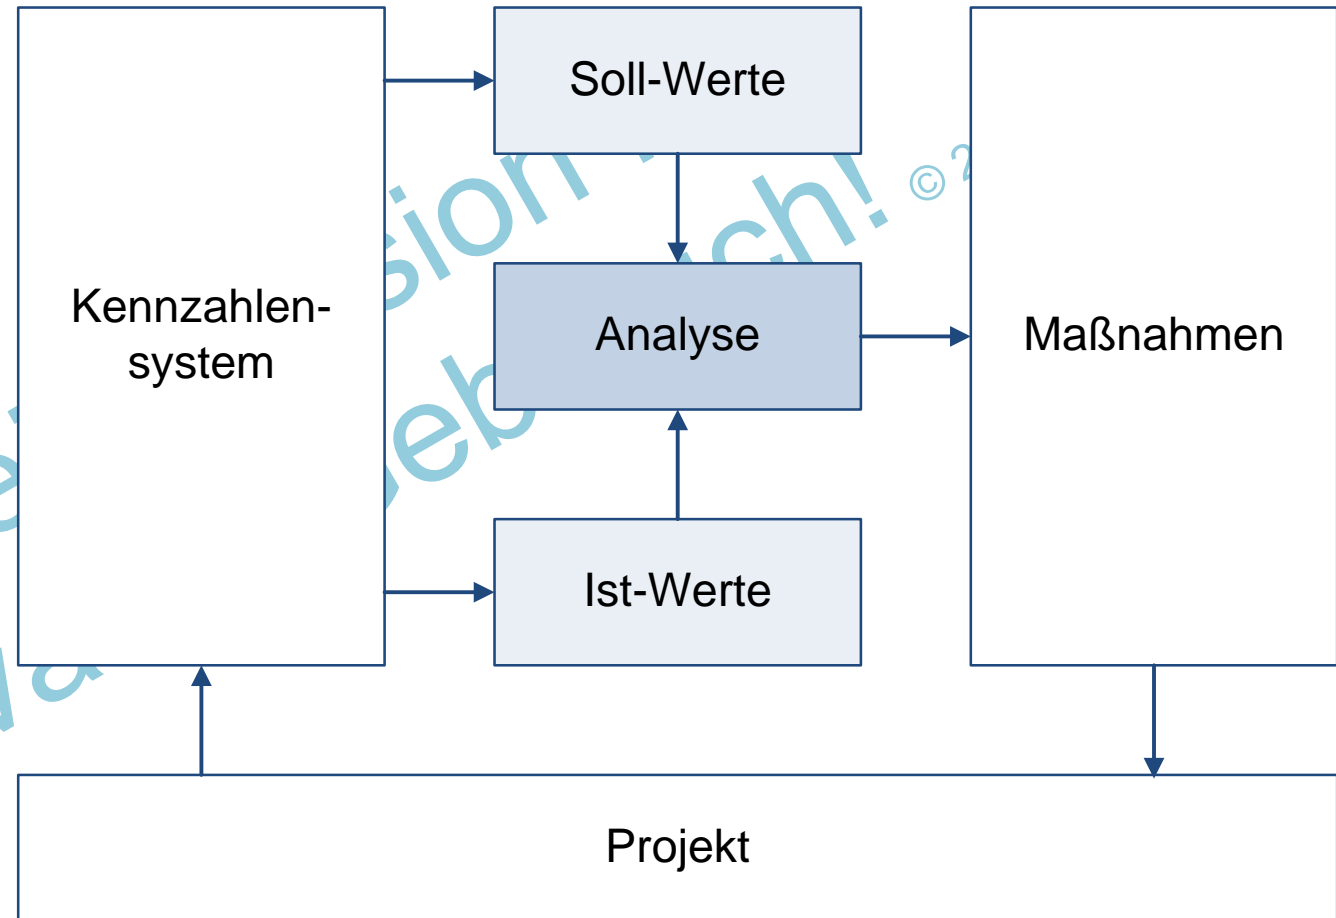 Soll-Werte
Kennzahlen-
system
Analyse
Maßnahmen
Ist-Werte
Projekt